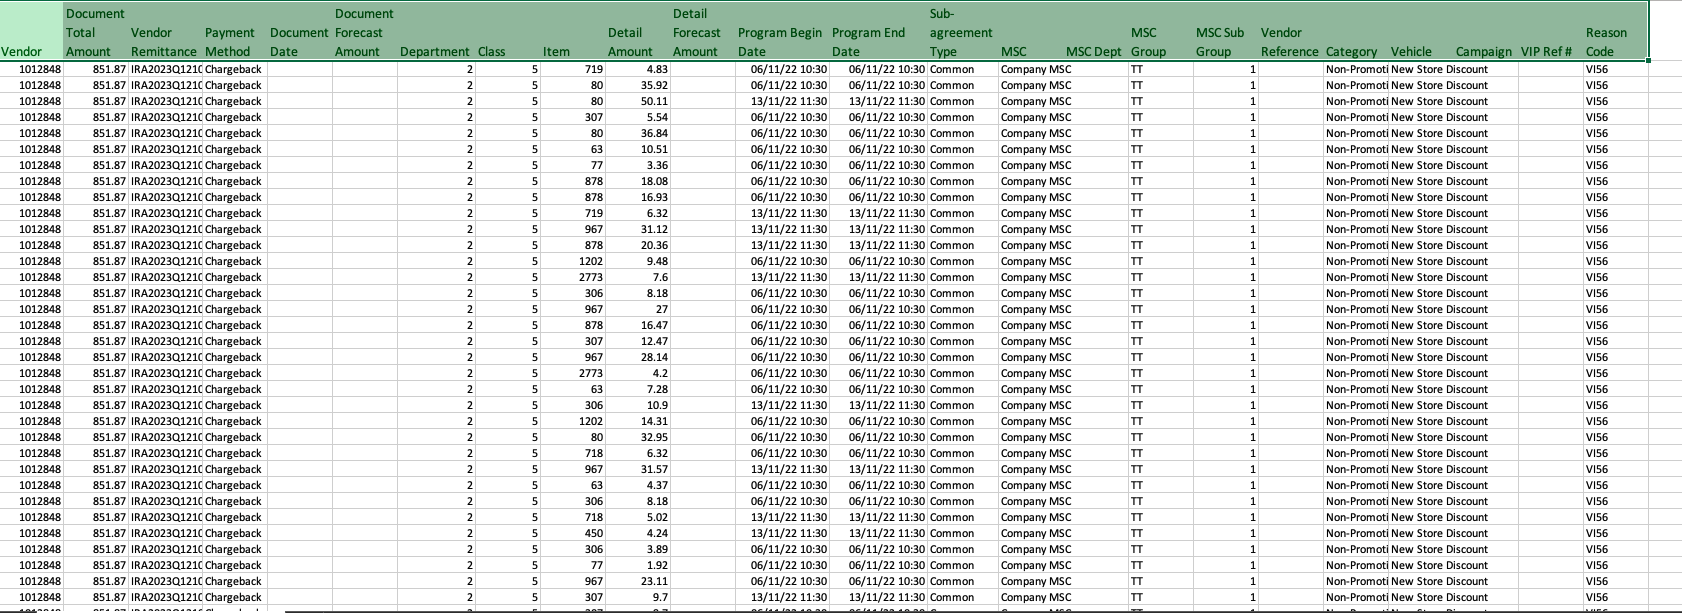 Document Document Detail Sub-
Total Vendor Payment Document Forecast Detail Forecast Program Begin Program End agreement MSC MSC Sub Vendor Reason
Vendor Amount Remittance Method Date Amount Department Class Item Amount Amount Date Date Type MSC MSC Dept Group Group Reference Category Vehicle Campaign VIP Ref # Code
1012848 851.87 IRA2023Q1210 Chargeback 2 5 719 4.83 06/11/22 10:30 06/11/22 10:30 Common Company MSC TT 1 Non-Promoti New Store Discount VI56
1012848 851.87 IRA2023Q1210 Chargeback 2 5 80 35.92 06/11/22 10:30 06/11/22 10:30 Common Company MSC TT 1 Non-Promoti New Store Discount VI56
1012848 851.87 IRA2023Q1210 Chargeback 2 5 80 50.11 13/11/22 11:30 13/11/22 11:30 Common Company MSC TT 1 Non-Promoti New Store Discount VI56
1012848 851.87 IRA2023Q1210 Chargeback 2 5 307 5.54 06/11/22 10:30 06/11/22 10:30 Common Company MSC TT 1 Non-Promoti New Store Discount VI56
1012848 851.87 IRA2023Q1210 Chargeback 2 5 80 36.84 06/11/22 10:30 06/11/22 10:30 Common Company MSC TT 1 Non-Promoti New Store Discount VI56
1012848 851.87 IRA2023Q1210 Chargeback 2 5 63 10.51 06/11/22 10:30 06/11/22 10:30 Common Company MSC TT 1 Non-Promoti New Store Discount VI56
1012848 851.87 IRA2023Q1210 Chargeback 2 5 77 3.36 06/11/22 10:30 06/11/22 10:30 Common Company MSC TT 1 Non-Promoti New Store Discount VI56
1012848 851.87 IRA2023Q1210 Chargeback 2 5 878 18.08 06/11/22 10:30 06/11/22 10:30 Common Company MSC TT 1 Non-Promoti New Store Discount VI56
1012848 851.87 IRA2023Q1210 Chargeback 2 5 878 16.93 06/11/22 10:30 06/11/22 10:30 Common Company MSC TT 1 Non-Promoti New Store Discount VI56
1012848 851.87 IRA2023Q1210 Chargeback 2 5 719 6.32 13/11/22 11:30 13/11/22 11:30 Common Company MSC TT 1 Non-Promoti New Store Discount VI56
1012848 851.87 IRA2023Q1210 Chargeback 2 5 967 31.12 06/11/22 10:30 06/11/22 10:30 Common Company MSC TT 1 Non-Promoti New Store Discount VI56
1012848 851.87 IRA2023Q1210 Chargeback 2 5 878 20.36 13/11/22 11:30 13/11/22 11:30 Common Company MSC TT 1 Non-Promoti New Store Discount VI56
1012848 851.87 IRA2023Q1210 Chargeback 2 5 1202 9.48 06/11/22 10:30 06/11/22 10:30 Common Company MSC TT 1 Non-Promoti New Store Discount VI56
1012848 851.87 IRA2023Q1210 Chargeback 2 5 2773 7.6 13/11/22 11:30 13/11/22 11:30 Common Company MSC TT 1 Non-Promoti New Store Discount VI56
1012848 851.87 IRA2023Q1210 Chargeback 2 5 306 8.18 06/11/22 10:30 06/11/22 10:30 Common Company MSC TT 1 Non-Promoti New Store Discount VI56
1012848 851.87 IRA2023Q1210 Chargeback 2 5 967 27 06/11/22 10:30 06/11/22 10:30 Common Company MSC TT 1 Non-Promoti New Store Discount VI56
1012848 851.87 IRA2023Q1210 Chargeback 2 5 878 16.47 06/11/22 10:30 06/11/22 10:30 Common Company MSC TT 1 Non-Promoti New Store Discount VI56
1012848 851.87 IRA2023Q1210 Chargeback 2 5 307 12.47 06/11/22 10:30 06/11/22 10:30 Common Company MSC TT 1 Non-Promoti New Store Discount VI56
1012848 851.87 IRA2023Q1210 Chargeback 2 5 967 28.14 06/11/22 10:30 06/11/22 10:30 Common Company MSC TT 1 Non-Promoti New Store Discount VI56
1012848 851.87 IRA2023Q1210 Chargeback 2 5 2773 4.2 06/11/22 10:30 06/11/22 10:30 Common Company MSC TT 1 Non-Promoti New Store Discount VI56
1012848 851.87 IRA2023Q1210 Chargeback 2 5 63 7.28 06/11/22 10:30 06/11/22 10:30 Common Company MSC TT 1 Non-Promoti New Store Discount VI56
1012848 851.87 IRA2023Q1210 Chargeback 2 5 306 10.9 13/11/22 11:30 13/11/22 11:30 Common Company MSC TT 1 Non-Promoti New Store Discount VI56
1012848 851.87 IRA2023Q1210 Chargeback 2 5 1202 14.31 06/11/22 10:30 06/11/22 10:30 Common Company MSC TT 1 Non-Promoti New Store Discount VI56
1012848 851.87 IRA2023Q1210 Chargeback 2 5 80 32.95 06/11/22 10:30 06/11/22 10:30 Common Company MSC TT 1 Non-Promoti New Store Discount VI56
1012848 851.87 IRA2023Q1210 Chargeback 2 5 718 6.32 06/11/22 10:30 06/11/22 10:30 Common Company MSC TT 1 Non-Promoti New Store Discount VI56
1012848 851.87 IRA2023Q1210 Chargeback 2 5 967 31.57 13/11/22 11:30 13/11/22 11:30 Common Company MSC TT 1 Non-Promoti New Store Discount VI56
1012848 851.87 IRA2023Q1210 Chargeback 2 5 63 4.37 06/11/22 10:30 06/11/22 10:30 Common Company MSC TT 1 Non-Promoti New Store Discount VI56
1012848 851.87 IRA2023Q1210 Chargeback 2 5 306 8.18 06/11/22 10:30 06/11/22 10:30 Common Company MSC TT 1 Non-Promoti New Store Discount VI56
1012848 851.87 IRA2023Q1210 Chargeback 2 5 718 5.02 13/11/22 11:30 13/11/22 11:30 Common Company MSC TT 1 Non-Promoti New Store Discount VI56
1012848 851.87 IRA2023Q1210 Chargeback 2 5 450 4.24 13/11/22 11:30 13/11/22 11:30 Common Company MSC TT 1 Non-Promoti New Store Discount VI56
1012848 851.87 IRA2023Q1210 Chargeback 2 5 306 3.89 06/11/22 10:30 06/11/22 10:30 Common Company MSC TT 1 Non-Promoti New Store Discount VI56
1012848 851.87 IRA2023Q1210 Chargeback 2 5 77 1.92 06/11/22 10:30 06/11/22 10:30 Common Company MSC TT 1 Non-Promoti New Store Discount VI56
1012848 851.87 IRA2023Q1210 Chargeback 2 5 967 23.11 06/11/22 10:30 06/11/22 10:30 Common Company MSC TT 1 Non-Promoti New Store Discount VI56
1012848 851.87 IRA2023Q1210 Chargeback 2 5 307 9.7 13/11/22 11:30 13/11/22 11:30 Common Company MSC TT 1 Non-Promoti New Store Discount VI56